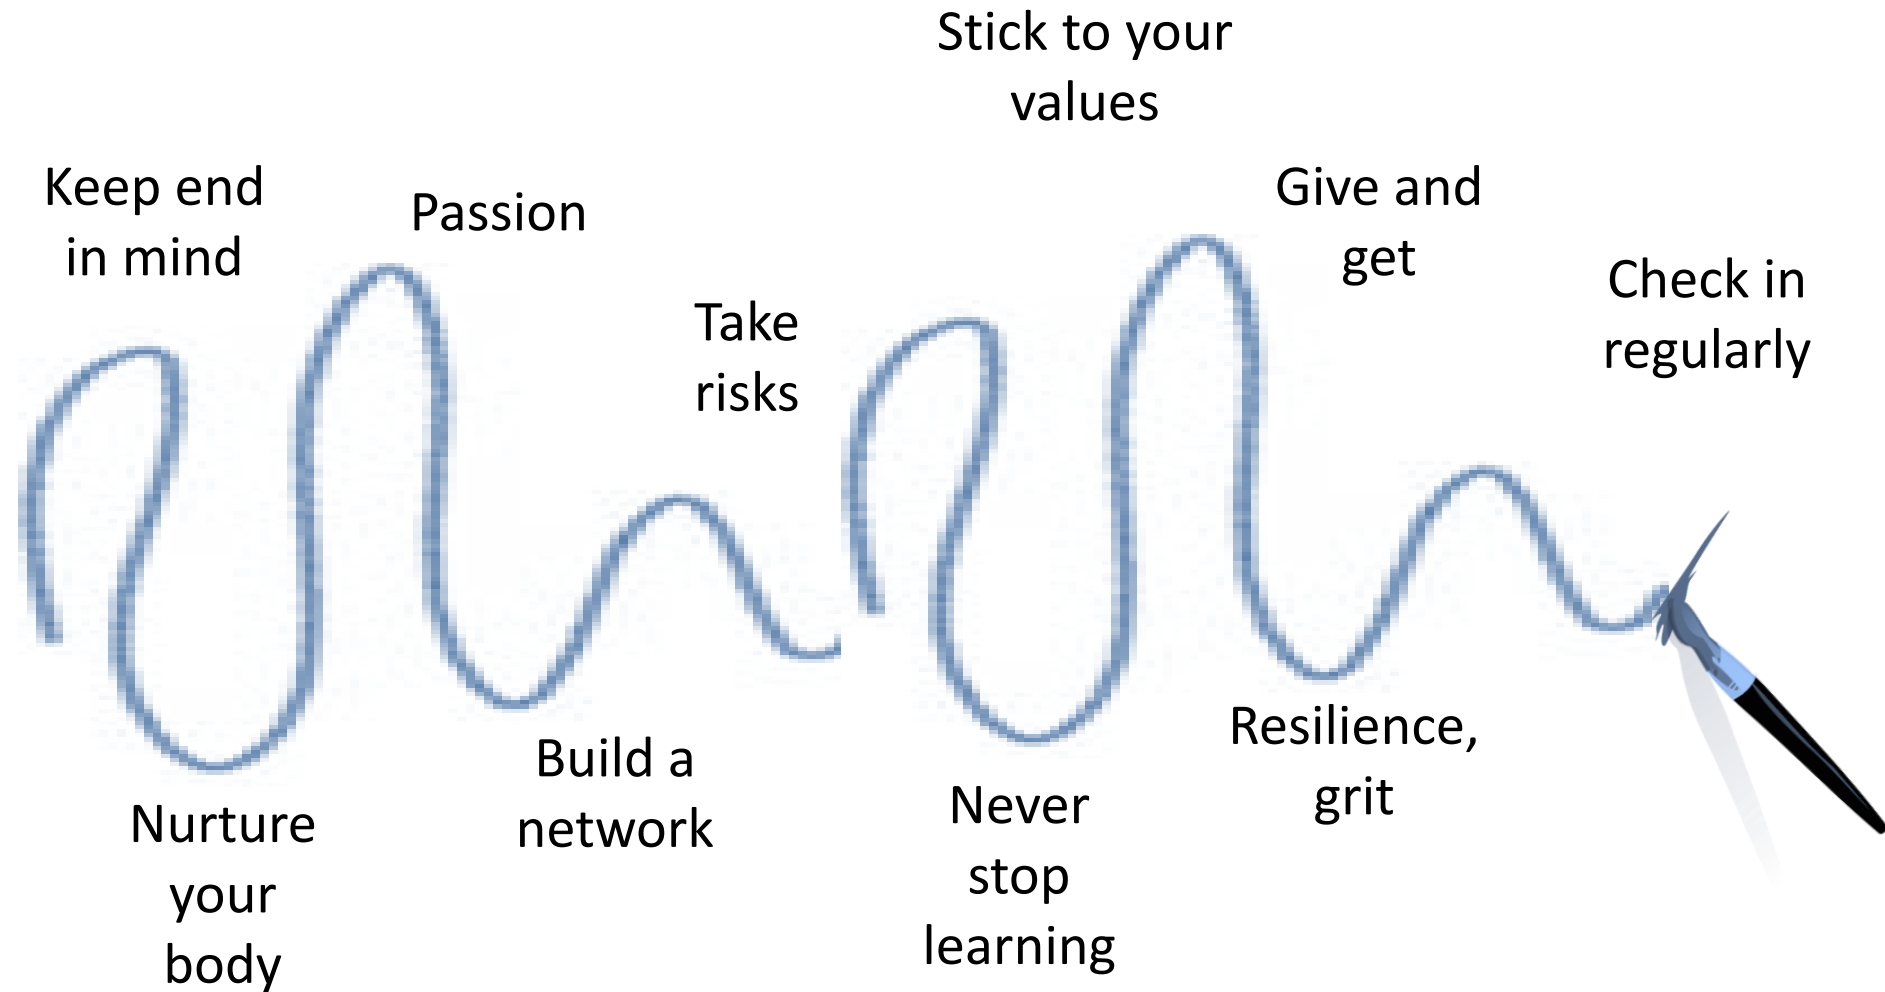 Stick to your
values
Keep end
in mind
Passion
Give and
get
Check in
regularly
Take
risks
Nurture
your
body
Build a
network
Never
stop
learning
Resilience,
grit